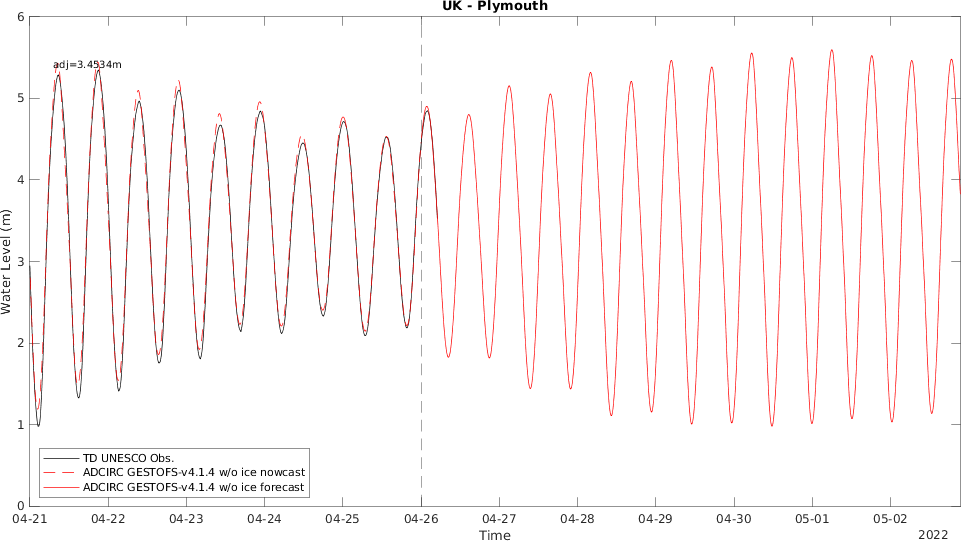 UK - Plymouth
6
5
4
3
2
1
0
Water Level (m)
adj=3.4534m
TD UNESCO Obs.
ADCIRC GESTOFS-v4.1.4 w/o ice nowcast
ADCIRC GESTOFS-v4.1.4 w/o ice forecast
04-21 04-22 04-23 04-24 04-25 04-26 04-27 04-28 04-29 04-30 05-01 05-02
Time
2022